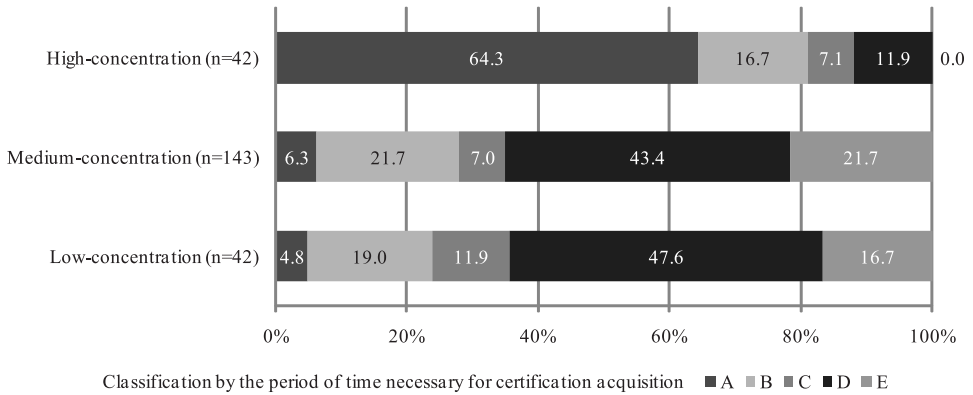 High-concentration (n=42) 64.3 16.7 7.1 11.9 0.0
Medium-concentration (n=143) 6.3 21.7 7.0 43.4 21.7
Low-concentration (n=42) 4.8 19.0 11.9 47.6 16.7
0% 20% 40% 60% 80% 100%
Classification by the period of time necessary for certification acquisition A B C D E